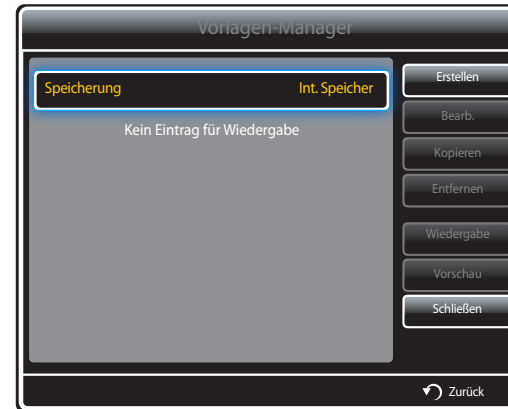 Vorlagen-Manager
Speicherung Int. Speicher
Kein Eintrag für Wiedergabe
Erstellen
Bearb.
Kopieren
Entfernen
Wiedergabe
Vorschau
Schließen
Zurück